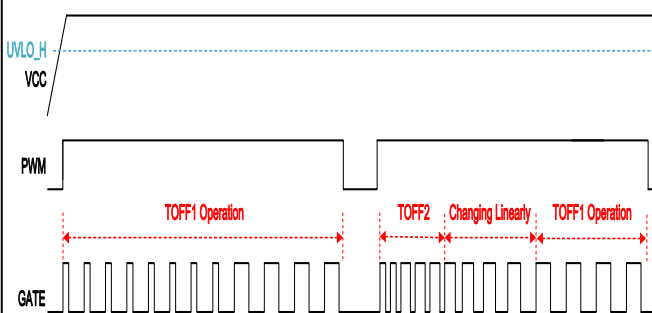 UVLO_H
VCC
PWM
TOFF1 Operation
TOFF2
Changing Linearly
TOFF1 Operation
GATE